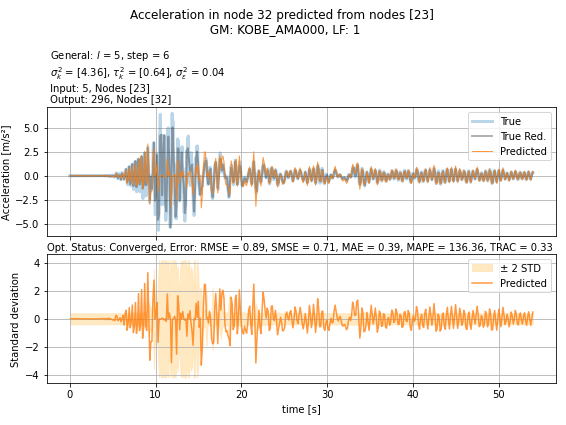 Acceleration in node 32 predicted from nodes [23]
GM: KOBE_AMA000, LF: 1
General: l = 5, step = 6
σ²ₖ = [4.36], τ²ₖ = [0.64], σ²ε = 0.04
Input: 5, Nodes [23]
Output: 296, Nodes [32]
Acceleration [m/s²]
5.0
2.5
0.0
−2.5
−5.0
True
True Red.
Predicted
Opt. Status: Converged, Error: RMSE = 0.89, SMSE = 0.71, MAE = 0.39, MAPE = 136.36, TRAC = 0.33
Standard deviation
4
2
0
−2
−4
± 2 STD
Predicted
0 10 20 30 40 50
time [s]